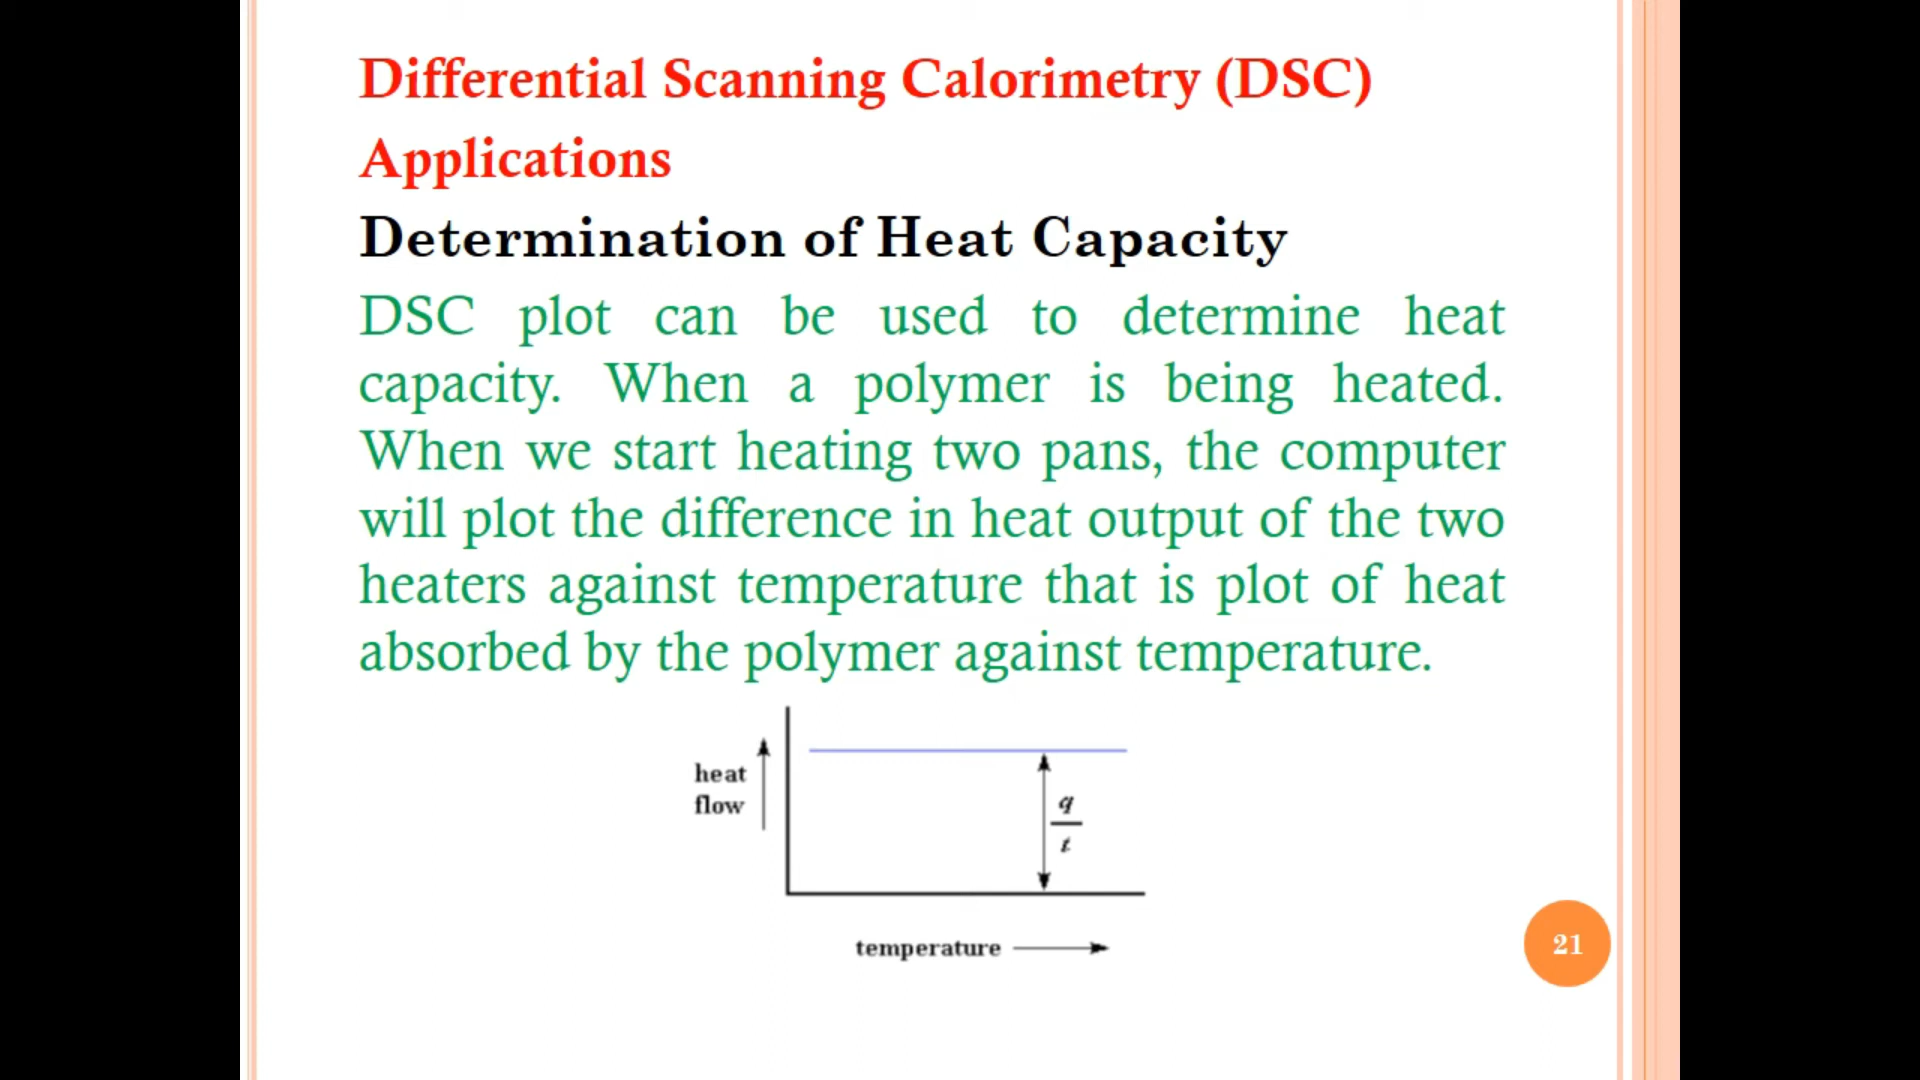 Differential Scanning Calorimetry (DSC)
Applications
Determination of Heat Capacity
DSC plot can be used to determine heat
capacity. When a polymer is being heated.
When we start heating two pans, the computer
will plot the difference in heat output of the two
heaters against temperature that is plot of heat
absorbed by the polymer against temperature.
heat
flow
q
t
temperature
21